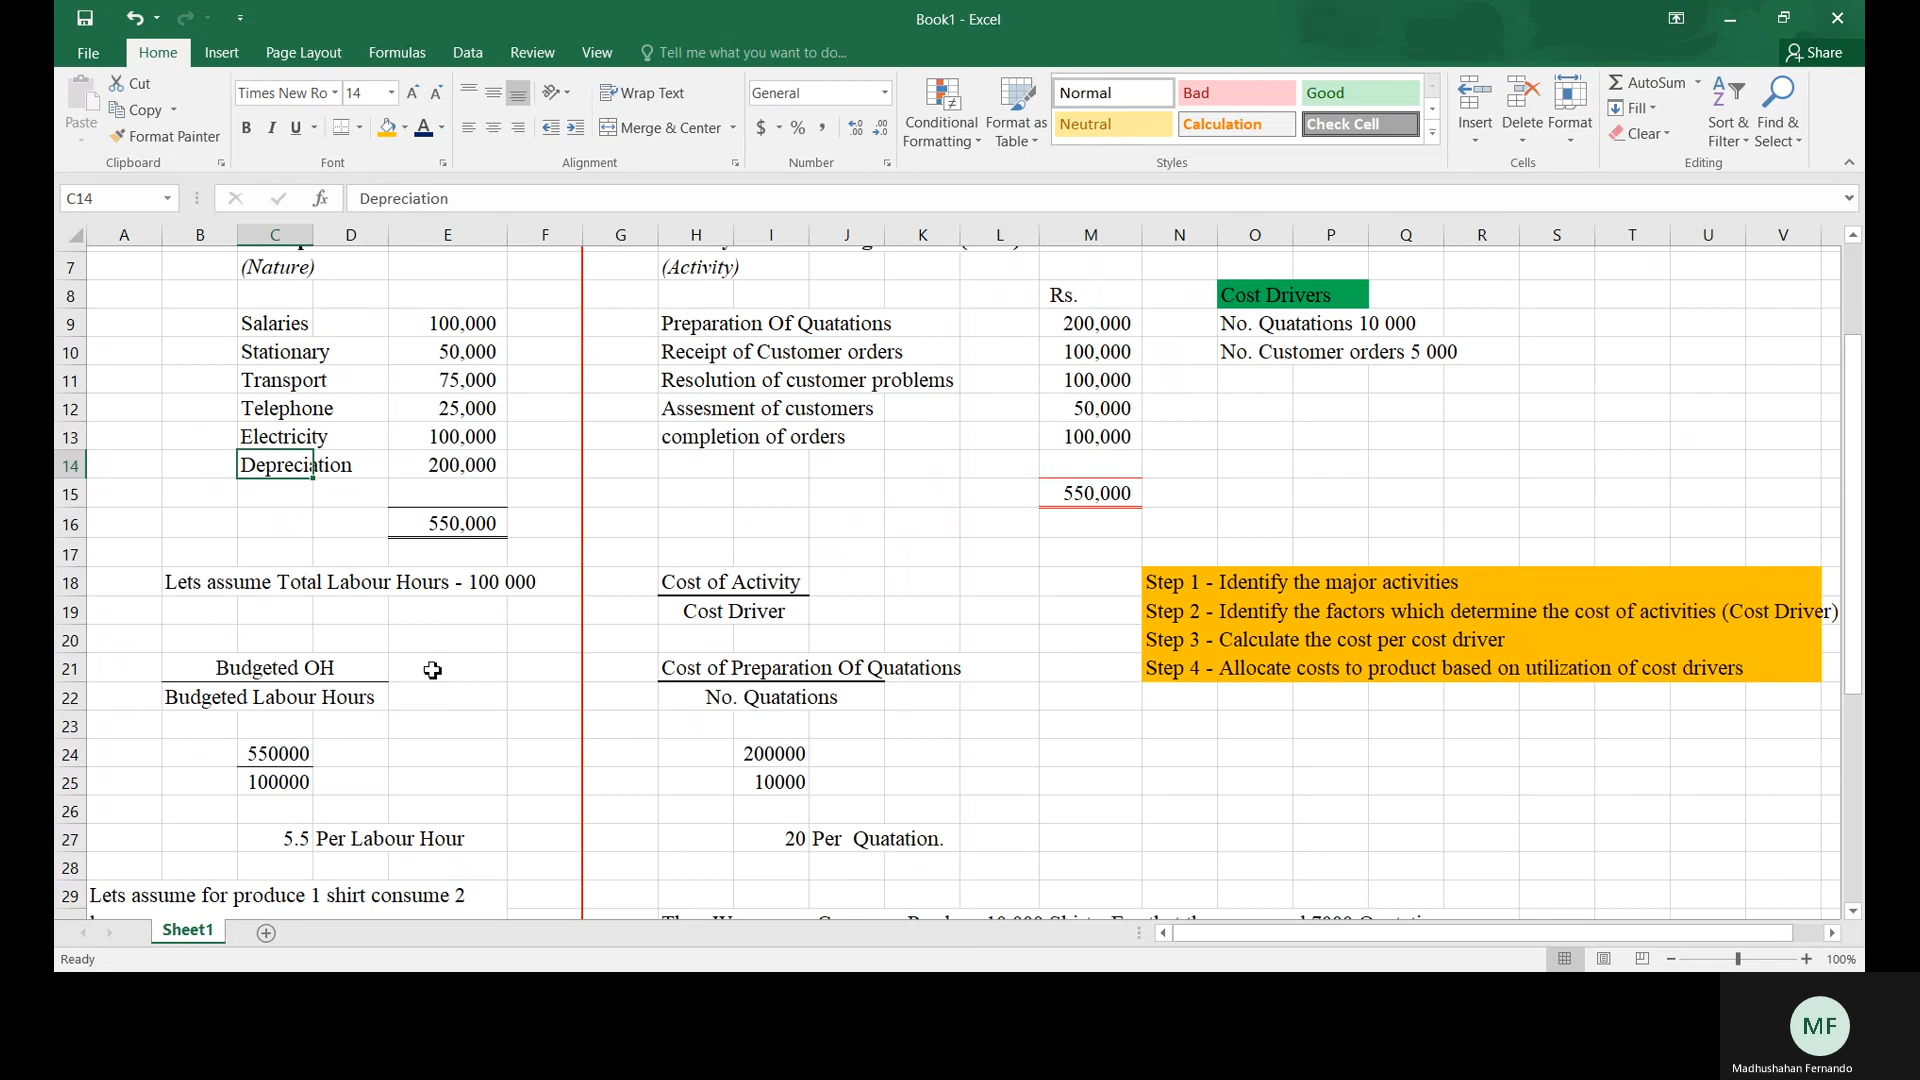 Book1 - Excel
File Home Insert Page Layout Formulas Data Review View Tell me what you want to do... Share
Paste
Cut
Copy
Format Painter
Clipboard
Times New Ro 14
B I U
Font
Wrap Text
Merge & Center
Alignment
General
$ % ,
Number
Conditional Formatting
Format as Table
Normal Bad Good
Neutral Calculation Check Cell
Styles
Insert Delete Format
Cells
AutoSum
Fill
Clear
Sort & Filter
Find & Select
Editing
C14 fx Depreciation
A B C D E F G H I J K L M N O P Q R S T U V
7 (Nature) (Activity)
8 Rs. Cost Drivers
9 Salaries 100,000 Preparation Of Quatations 200,000 No. Quatations 10 000
10 Stationary 50,000 Receipt of Customer orders 100,000 No. Customer orders 5 000
11 Transport 75,000 Resolution of customer problems 100,000
12 Telephone 25,000 Assesment of customers 50,000
13 Electricity 100,000 completion of orders 100,000
14 Depreciation 200,000
15 550,000
16 550,000
17
18 Lets assume Total Labour Hours - 100 000 Cost of Activity Step 1 - Identify the major activities
19 Cost Driver Step 2 - Identify the factors which determine the cost of activities (Cost Driver)
20 Step 3 - Calculate the cost per cost driver
21 Budgeted OH Cost of Preparation Of Quatations Step 4 - Allocate costs to product based on utilization of cost drivers
22 Budgeted Labour Hours No. Quatations
23
24 550000 200000
25 100000 10000
26
27 5.5 Per Labour Hour 20 Per Quatation.
28
29 Lets assume for produce 1 shirt consume 2
Sheet1
Ready 100%
MF
Madhushahan Fernando